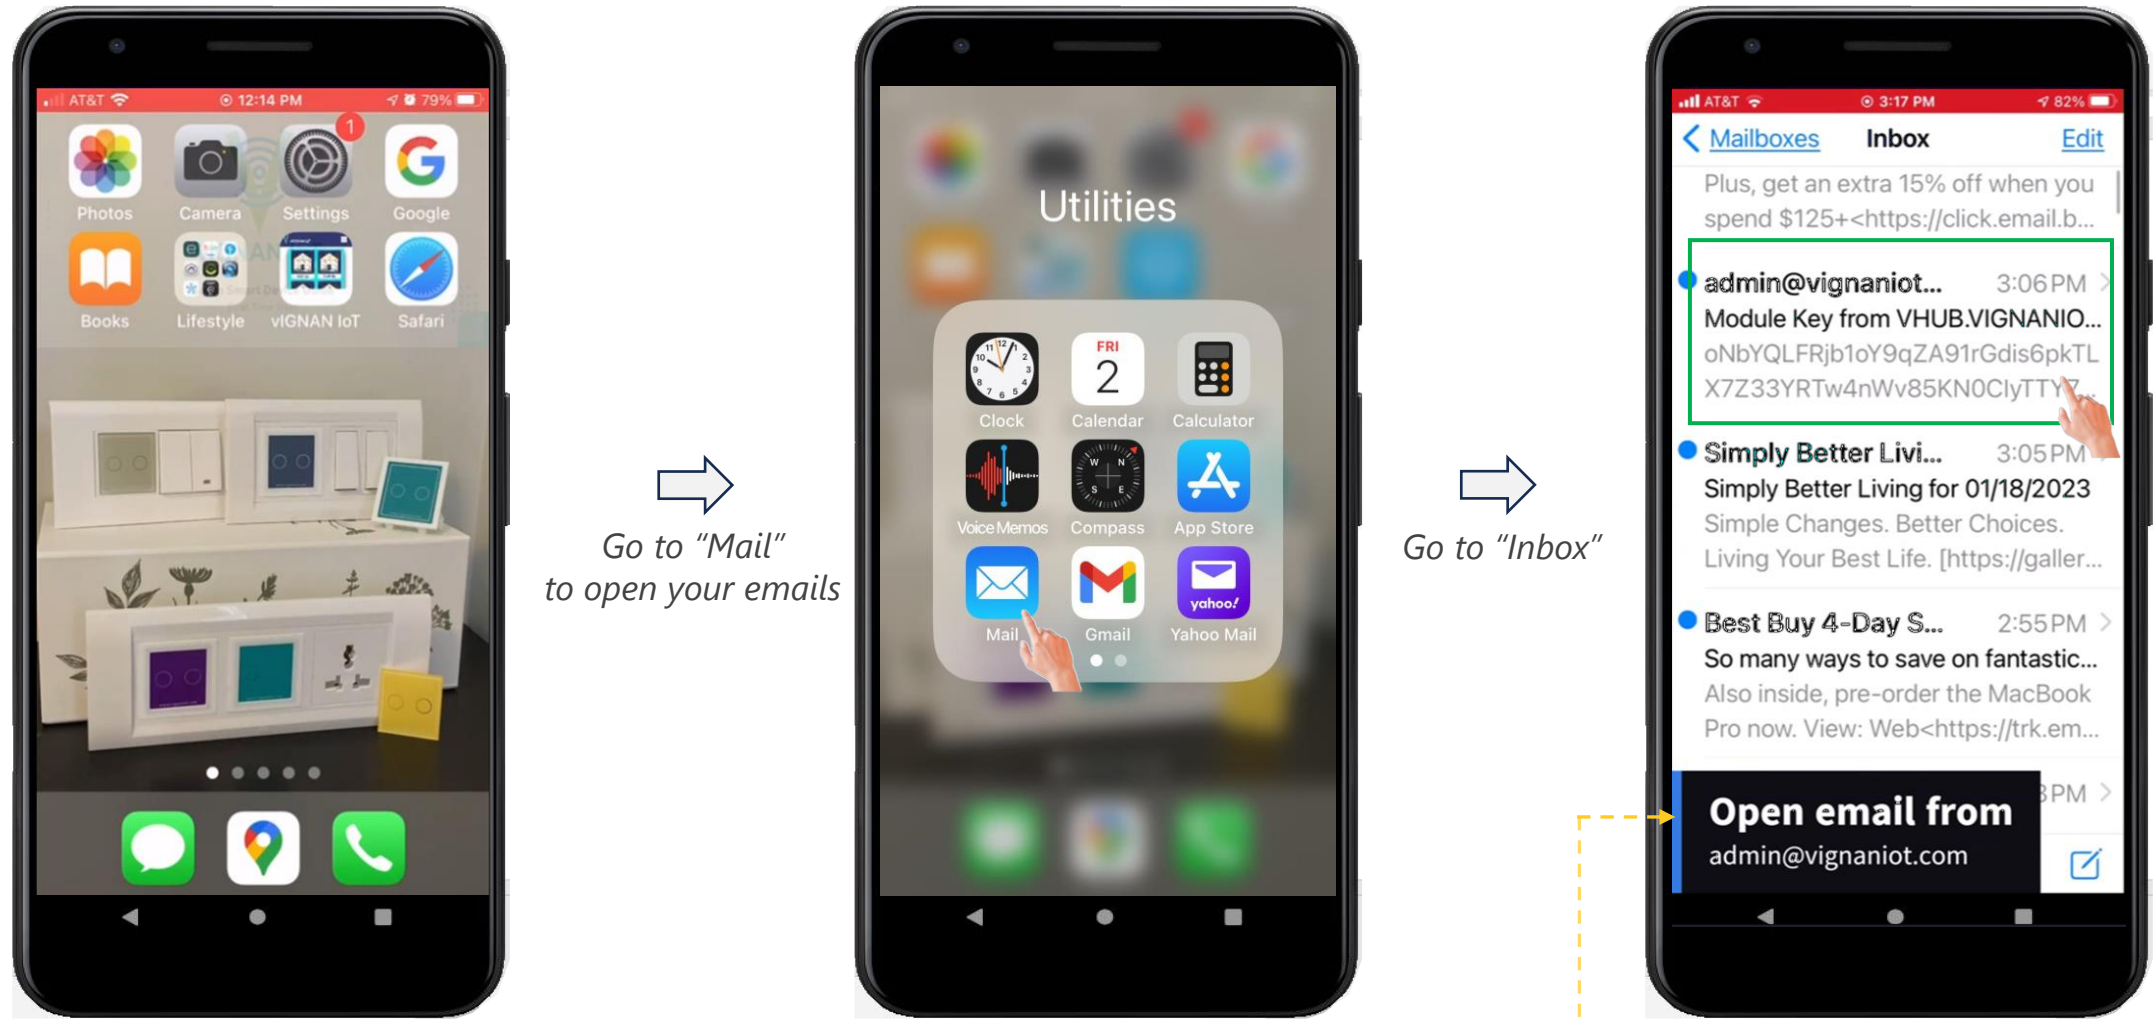 AT&T
12:14 PM
79%
1
Photos
Camera
Settings
Google
Books
Lifestyle
vIGNAN IoT
Safari
Go to “Mail”
to open your emails
Utilities
Clock
FRI
2
Calendar
Calculator
Voice Memos
Compass
App Store
Mail
Gmail
yahoo!
Yahoo Mail
Go to “Inbox”
AT&T
3:17 PM
82%
Mailboxes
Inbox
Edit
Plus, get an extra 15% off when you
spend $125+<https://click.email.b...
admin@vignaniot...
3:06 PM
Module Key from VHUB.VIGNANIO...
oNbYQLFRjb1oY9qZA91rGdis6pkTL
X7Z33YRTw4nWv85KN0ClyTTY7...
Simply Better Livi...
3:05 PM
Simply Better Living for 01/18/2023
Simple Changes. Better Choices.
Living Your Best Life. [https://galler...
Best Buy 4-Day S...
2:55 PM
So many ways to save on fantastic...
Also inside, pre-order the MacBook
Pro now. View: Web<https://trk.em...
PM
Open email from
admin@vignaniot.com